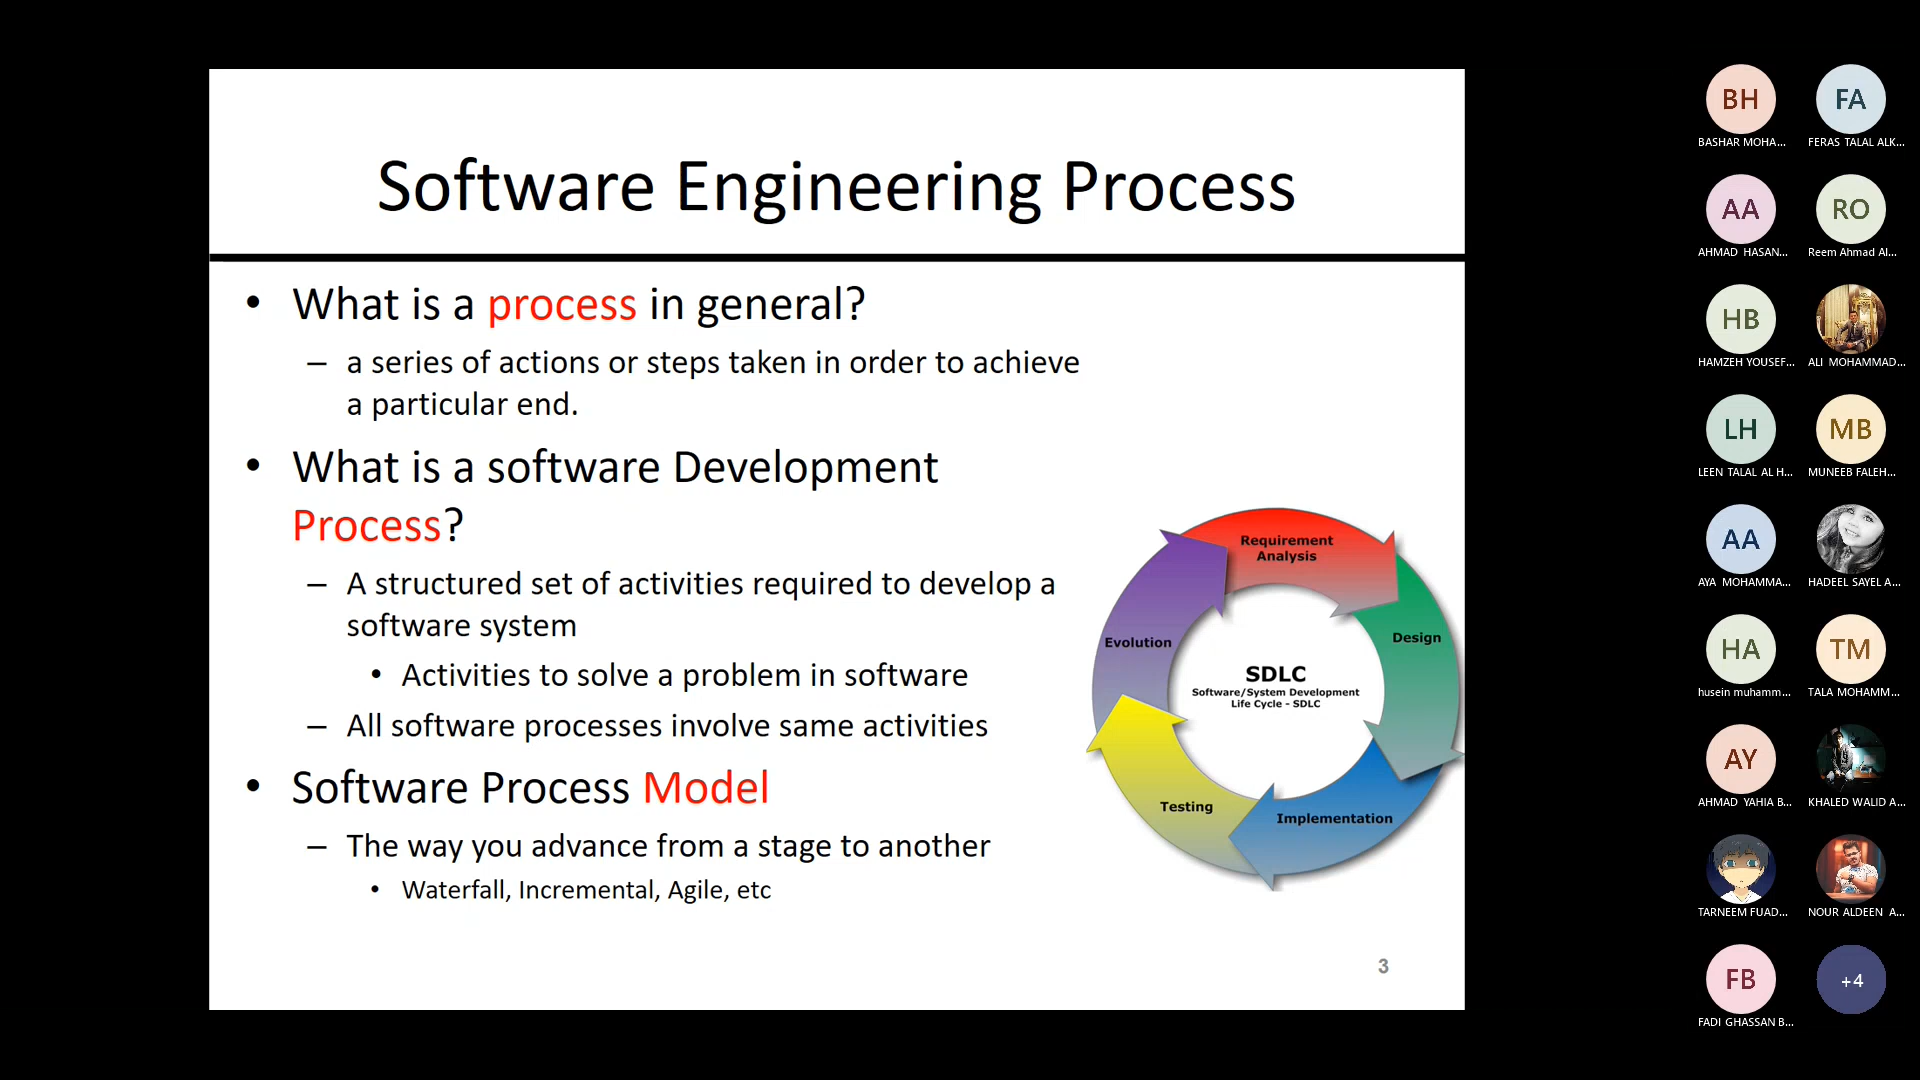 Software Engineering Process
• What is a process in general?
– a series of actions or steps taken in order to achieve
a particular end.
• What is a software Development
Process?
– A structured set of activities required to develop a
software system
• Activities to solve a problem in software
– All software processes involve same activities
• Software Process Model
– The way you advance from a stage to another
• Waterfall, Incremental, Agile, etc
Requirement
Analysis
Design
Implementation
Testing
Evolution
SDLC
Software/System Development
Life Cycle - SDLC
3
BH
BASHAR MOHA...
FA
FERAS TALAL ALK...
AA
AHMAD HASAN...
RO
Reem Ahmad Al...
HB
HAMZEH YOUSEF...
ALI MOHAMMAD...
LH
LEEN TALAL AL H...
MB
MUNEEB FALEH...
AA
AYA MOHAMMA...
HADEEL SAYEL A...
HA
husein muhamm...
TM
TALA MOHAMM...
AY
AHMAD YAHIA B...
KHALED WALID A...
TARNEEM FUAD...
NOUR ALDEEN A...
FB
FADI GHASSAN B...
+4